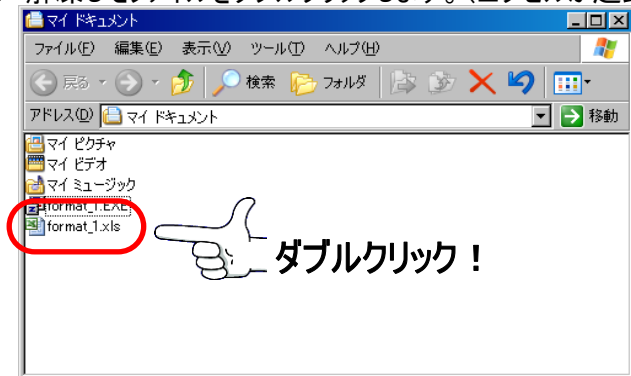 マイ ドキュメント
ファイル(F) 編集(E) 表示(V) ツール(T) ヘルプ(H)
戻る 検索 フォルダ
アドレス(D) マイ ドキュメント 移動
マイ ピクチャ
マイ ビデオ
マイ ミュージック
format_1.EXE
format_1.xls
ダブルクリック！